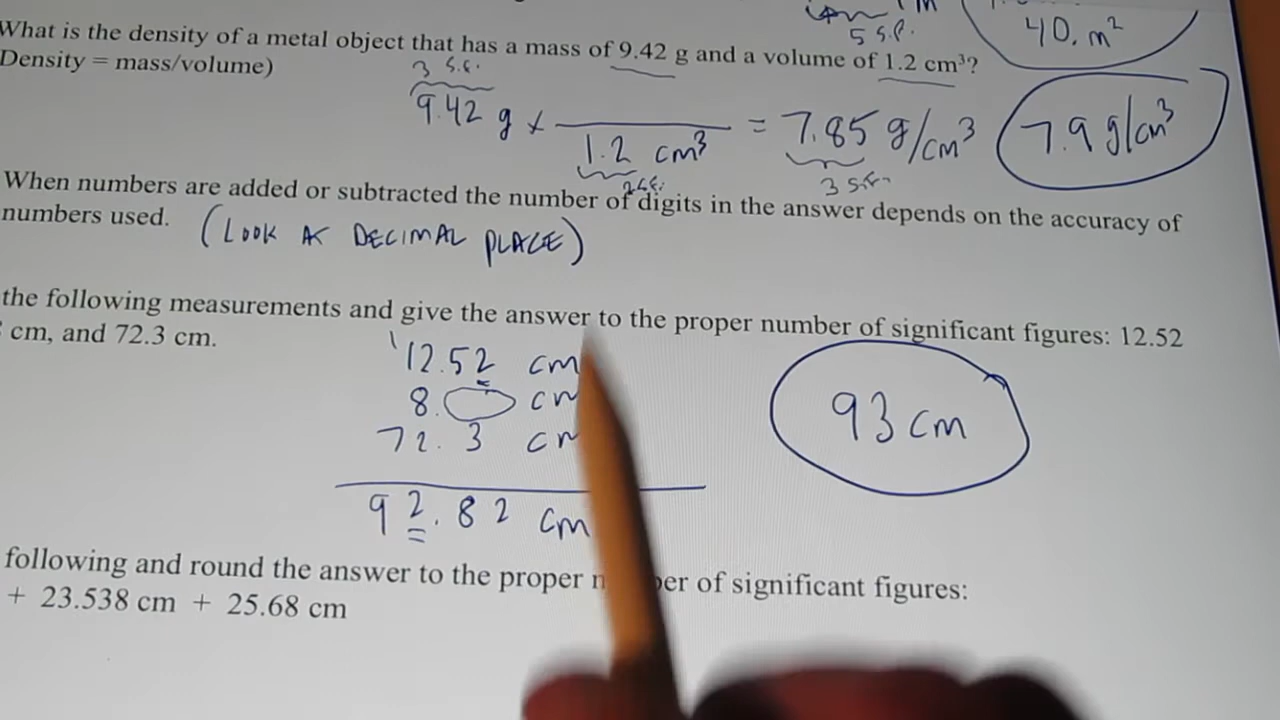 5 S.F.
40. m²
What is the density of a metal object that has a mass of 9.42 g and a volume of 1.2 cm³?
Density = mass/volume)
3 S.F.
9.42 g x
1.2 cm³
= 7.85 g/cm³
7.9 g/cm³
2 S.F.
3 S.F.
When numbers are added or subtracted the number of digits in the answer depends on the accuracy of
numbers used.
(LOOK AT DECIMAL PLACE)
the following measurements and give the answer to the proper number of significant figures: 12.52
cm, and 72.3 cm.
1
12.52 cm
8. cm
72.3 cm
92.82 cm
93 cm
following and round the answer to the proper of significant figures:
+ 23.538 cm + 25.68 cm